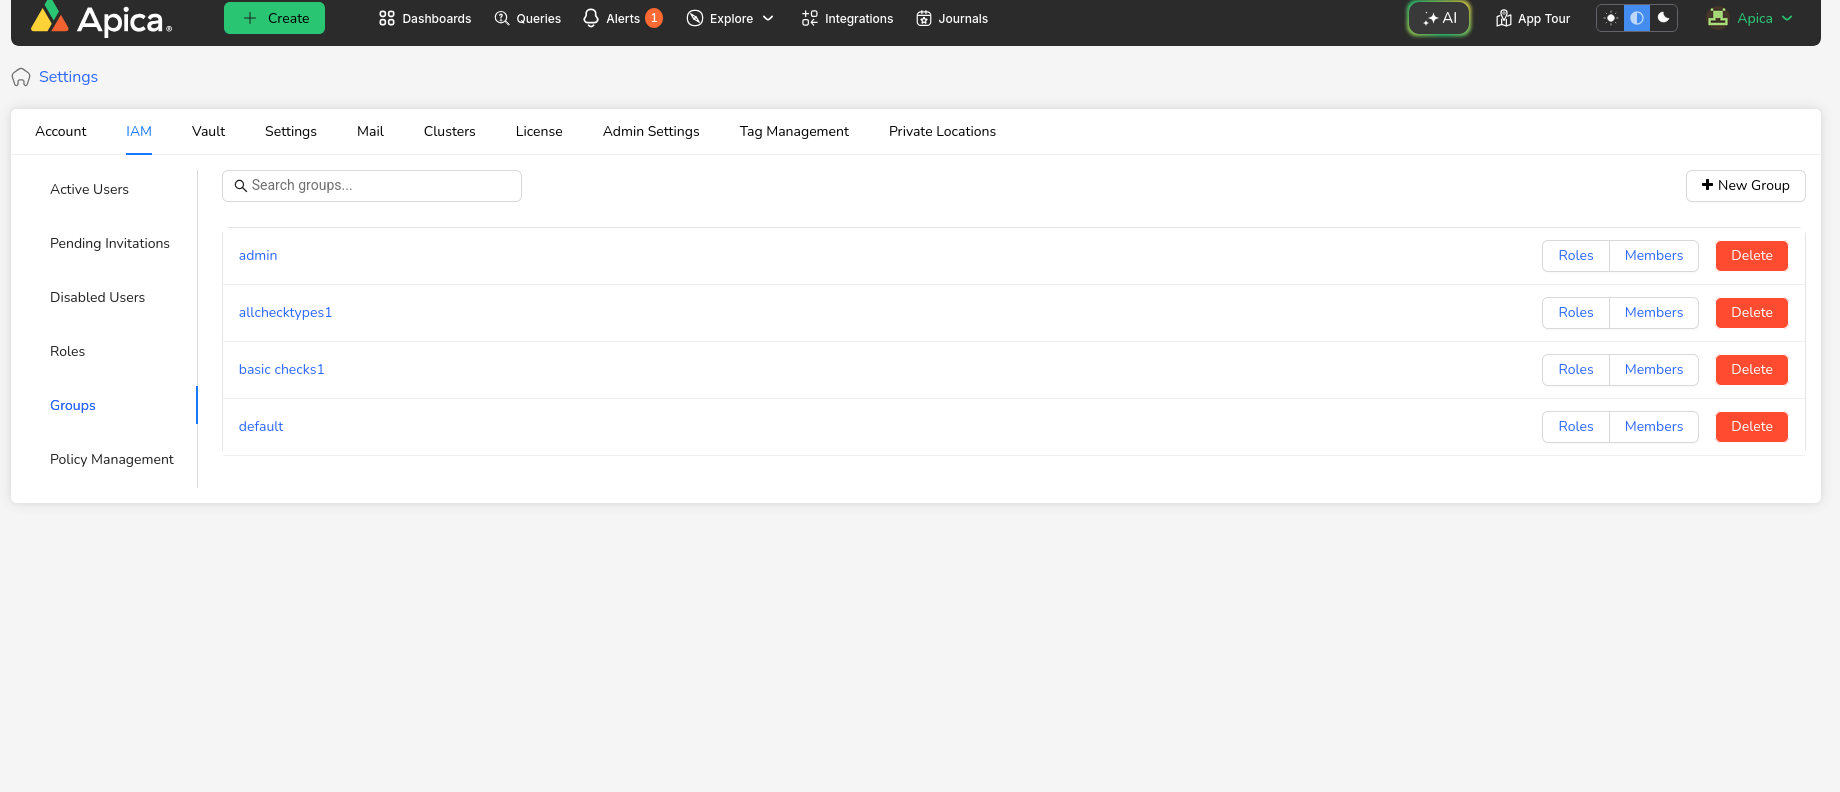 Apica®
Create
Dashboards
Queries
Alerts 1
Explore
Integrations
Journals
AI
App Tour
Apica
Settings
Account
IAM
Vault
Settings
Mail
Clusters
License
Admin Settings
Tag Management
Private Locations
Active Users
Pending Invitations
Disabled Users
Roles
Groups
Policy Management
Search groups...
New Group
admin
Roles
Members
Delete
allchecktypes1
Roles
Members
Delete
basic checks1
Roles
Members
Delete
default
Roles
Members
Delete